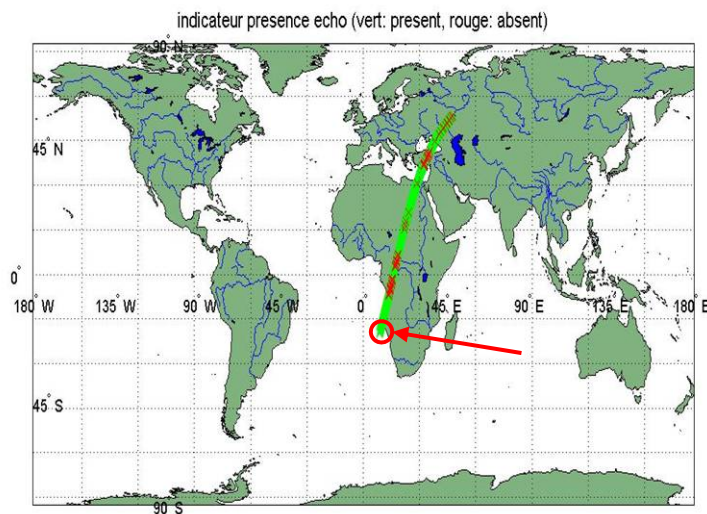 indicateur presence echo (vert: present, rouge: absent)
90° N
45° N
0°
180° W 135° W 90° W 45° W 0° 45° E 90° E 135° E 180° E
45° S
90° S